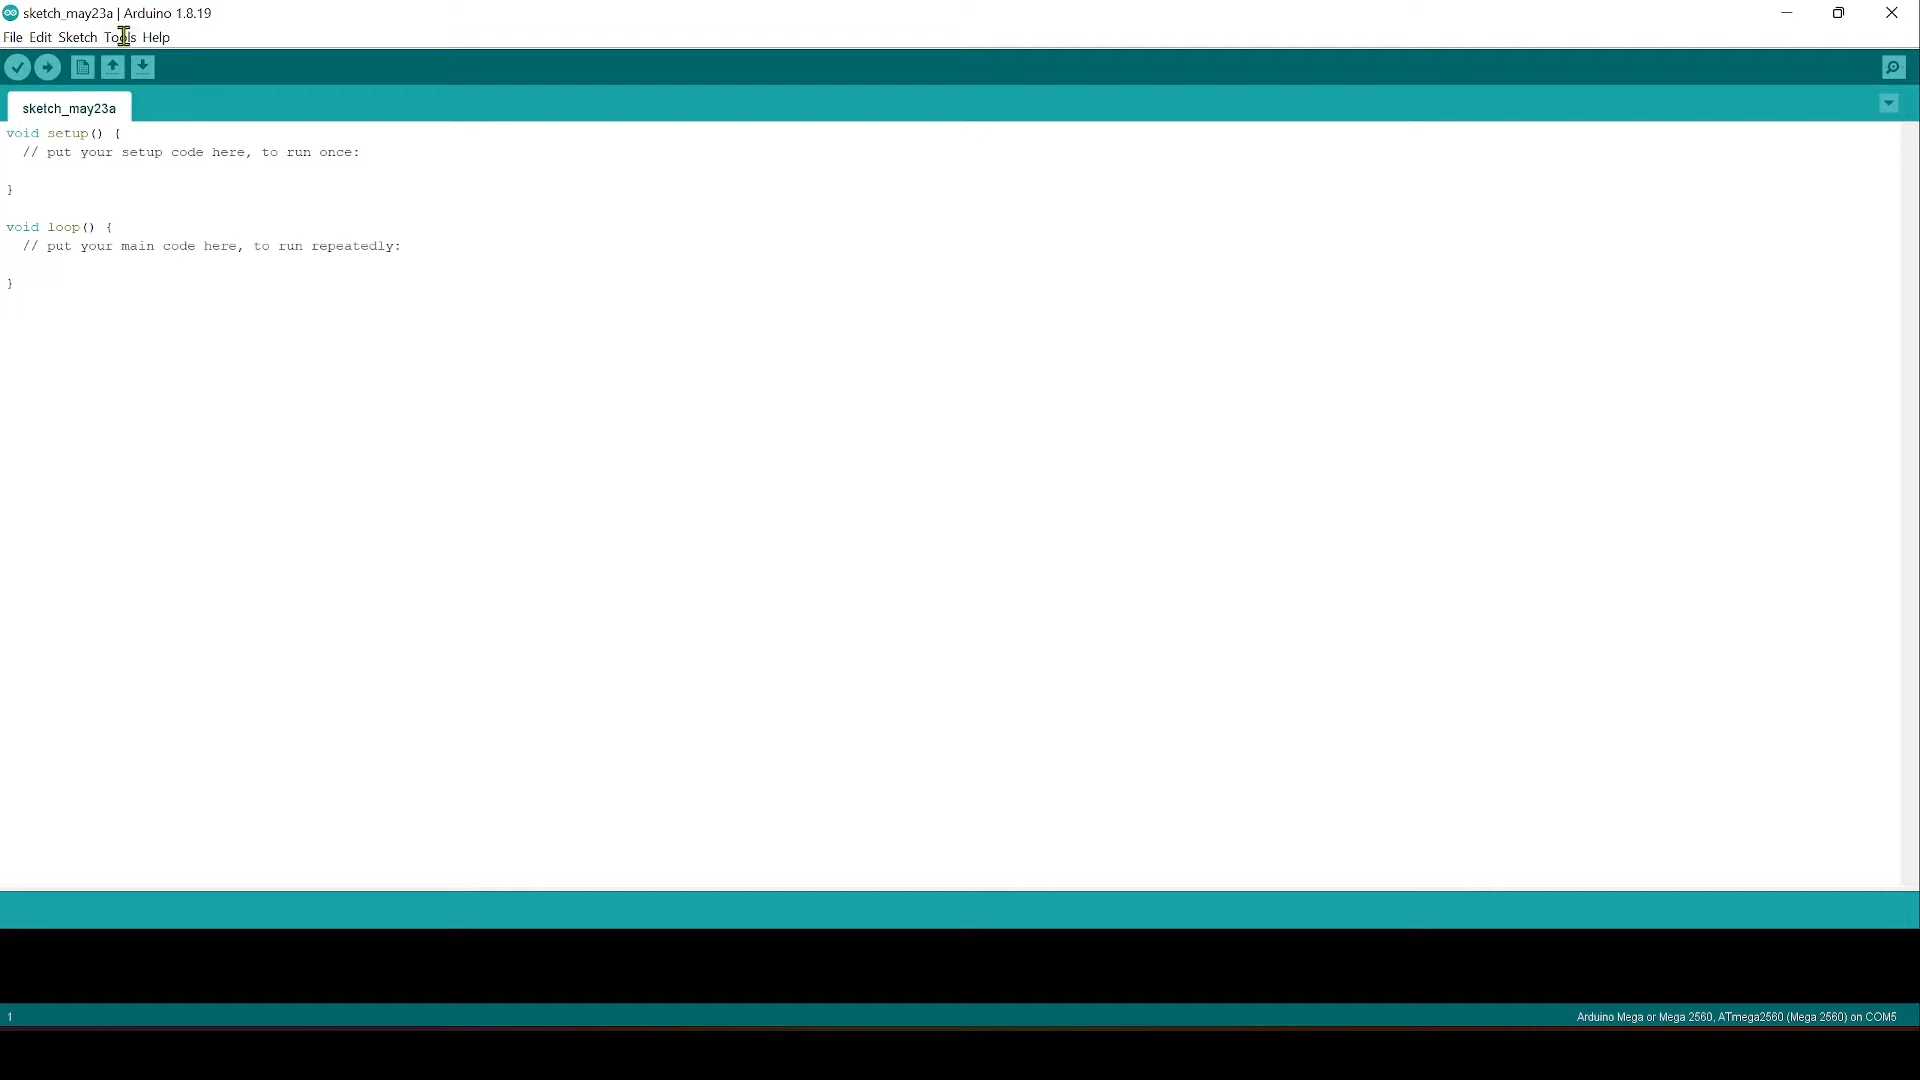 sketch_may23a | Arduino 1.8.19
File Edit Sketch Tools Help
sketch_may23a
void setup() {
  // put your setup code here, to run once:
}
void loop() {
  // put your main code here, to run repeatedly:
}
1
Arduino Mega or Mega 2560, ATmega2560 (Mega 2560) on COM5